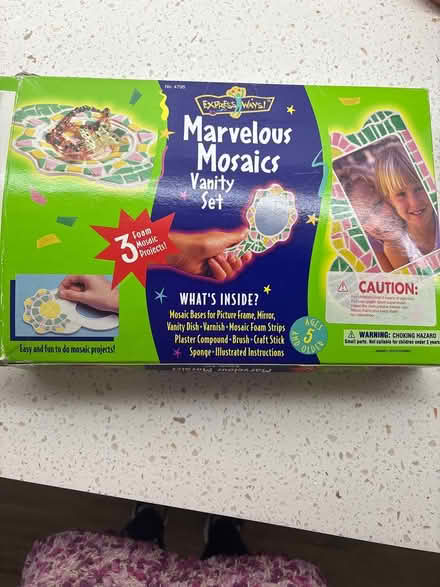 No. 4795
EXPRESS WAYS!
Marvelous
Mosaics
Vanity
Set
3 Foam
Mosaic
Projects!
WHAT'S INSIDE?
Mosaic Bases for Picture Frame, Mirror,
Vanity Dish • Varnish • Mosaic Foam Strips
Plaster Compound • Brush • Craft Stick
Sponge • Illustrated Instructions
AGES
5
AND OLDER
Easy and fun to do mosaic projects!
CAUTION:
WARNING: CHOKING HAZARD
Small parts. Not suitable for children under 3 years
Marvelous Mosaics